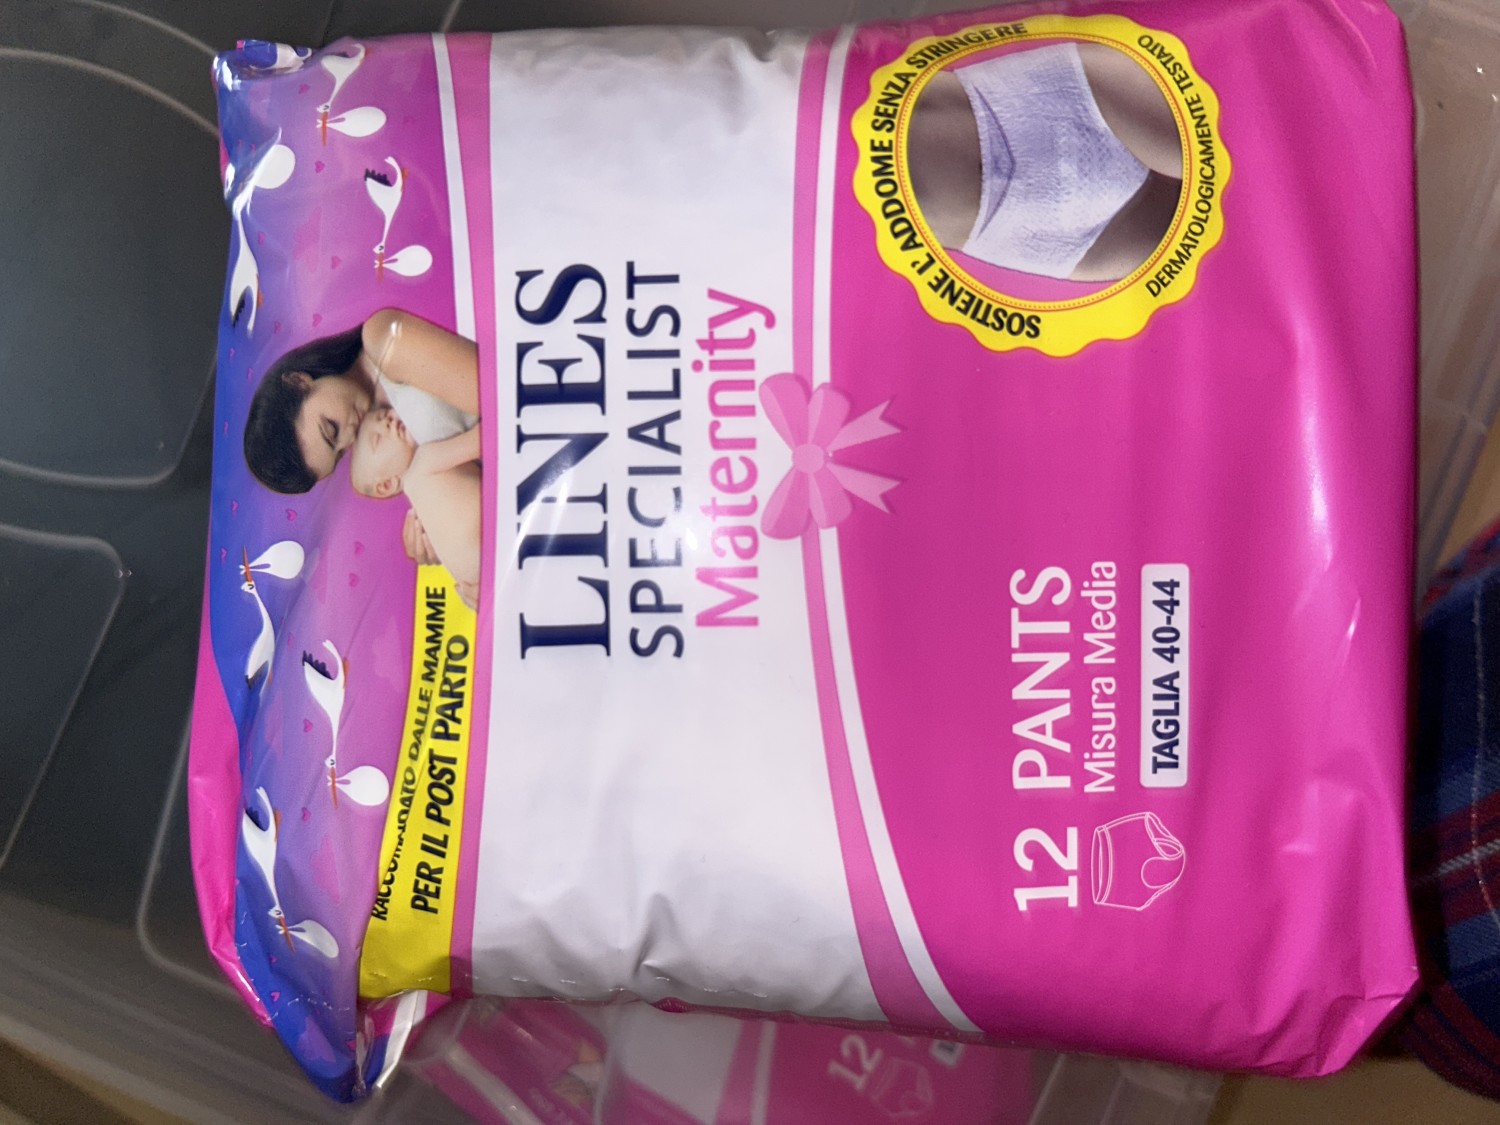 RACCOMANDATO DALLE MAMME
PER IL POST PARTO
LINES
SPECIALIST
Maternity
SOSTIENE L'ADDOME SENZA STRINGERE
DERMATOLOGICAMENTE TESTATO
12 PANTS
Misura Media
TAGLIA 40-44
12